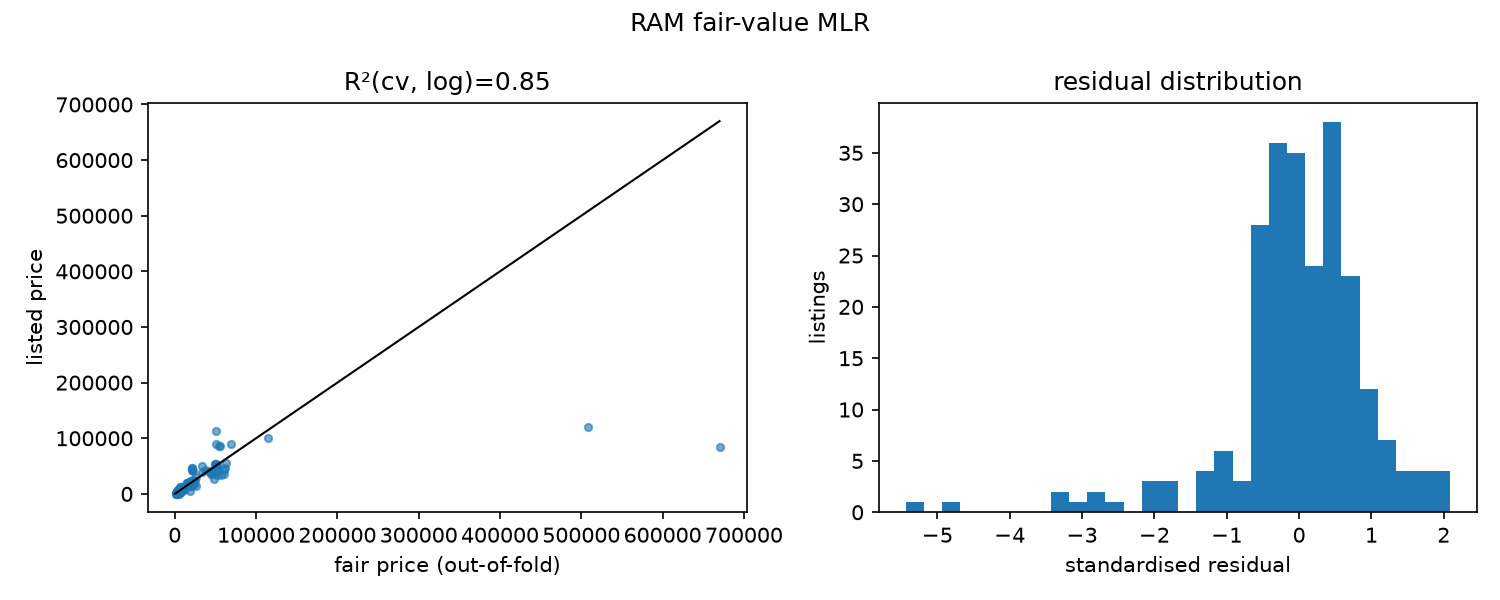 RAM fair-value MLR
R²(cv, log)=0.85
700000
600000
500000
400000
300000
200000
100000
0
listed price
0 100000 200000 300000 400000 500000 600000 700000
fair price (out-of-fold)
residual distribution
35
30
25
20
15
10
5
0
listings
−5 −4 −3 −2 −1 0 1 2
standardised residual